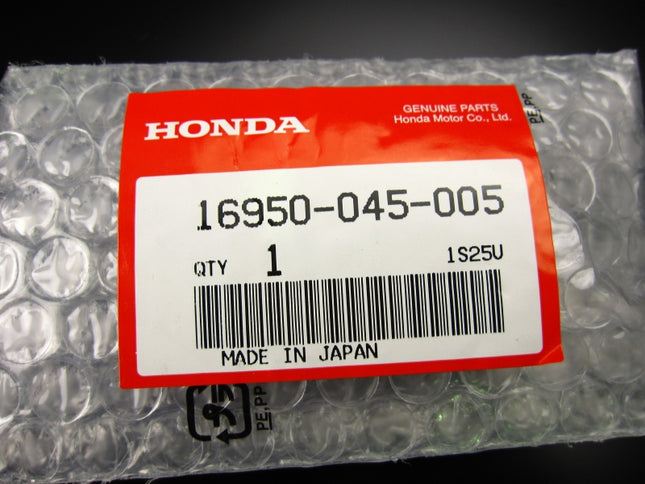 HONDA
GENUINE PARTS
Honda Motor Co., Ltd.
16950-045-005
QTY 1 1S25U
MADE IN JAPAN
PE,PP
PE,PP